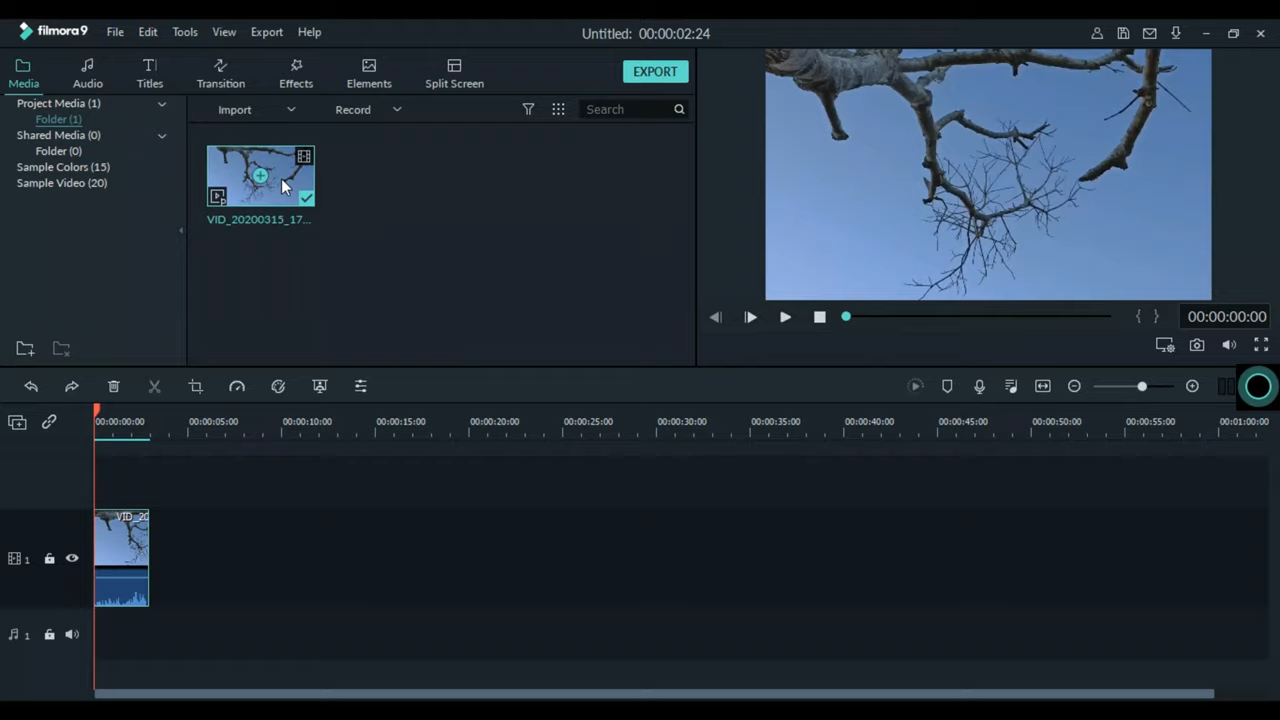 filmora9 File Edit Tools View Export Help Untitled: 00:00:02:24
Media Audio Titles Transition Effects Elements Split Screen EXPORT
Project Media (1)
Folder (1)
Shared Media (0)
Folder (0)
Sample Colors (15)
Sample Video (20)
Import Record Search
VID_20200315_17...
00:00:00:00
00:00:00:00 00:00:05:00 00:00:10:00 00:00:15:00 00:00:20:00 00:00:25:00 00:00:30:00 00:00:35:00 00:00:40:00 00:00:45:00 00:00:50:00 00:00:55:00 00:01:00:00
VID_20
1
1